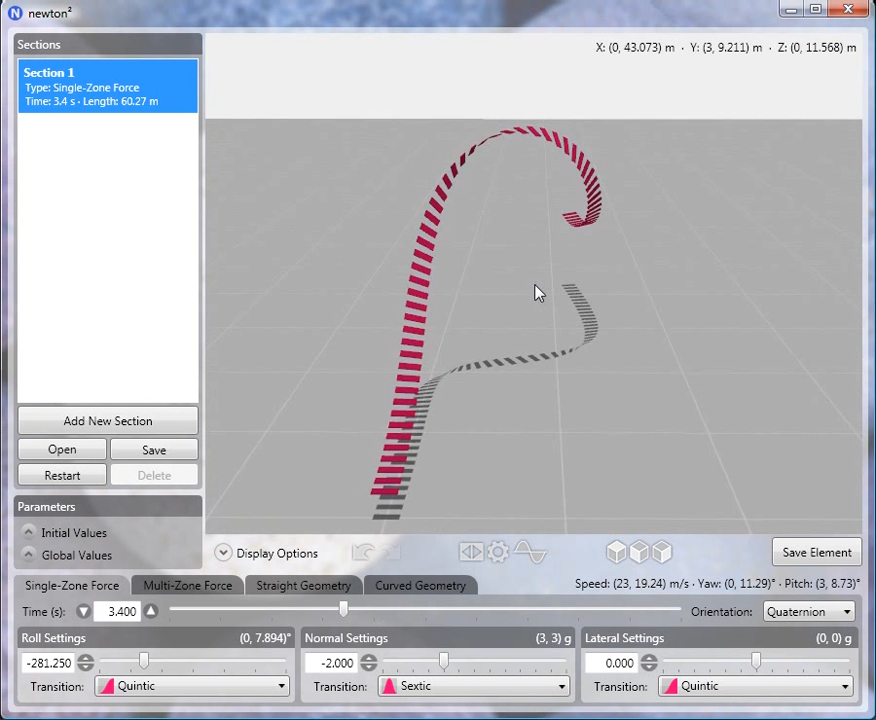 newton²
Sections
Section 1
Type: Single-Zone Force
Time: 3.4 s · Length: 60.27 m
X: (0, 43.073) m · Y: (3, 9.211) m · Z: (0, 11.568) m
Add New Section
Open
Save
Restart
Delete
Parameters
Initial Values
Global Values
Display Options
Save Element
Single-Zone Force
Multi-Zone Force
Straight Geometry
Curved Geometry
Speed: (23, 19.24) m/s · Yaw: (0, 11.29)° · Pitch: (3, 8.73)°
Time (s):
3.400
Orientation:
Quaternion
Roll Settings
(0, 7.894)°
Normal Settings
(3, 3) g
Lateral Settings
(0, 0) g
-281.250
-2.000
0.000
Transition:
Quintic
Transition:
Sextic
Transition:
Quintic